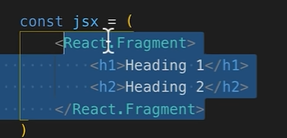 const jsx = (
<React.Fragment>
<h1>Heading 1</h1>
<h2>Heading 2</h2>
</React.Fragment>
)